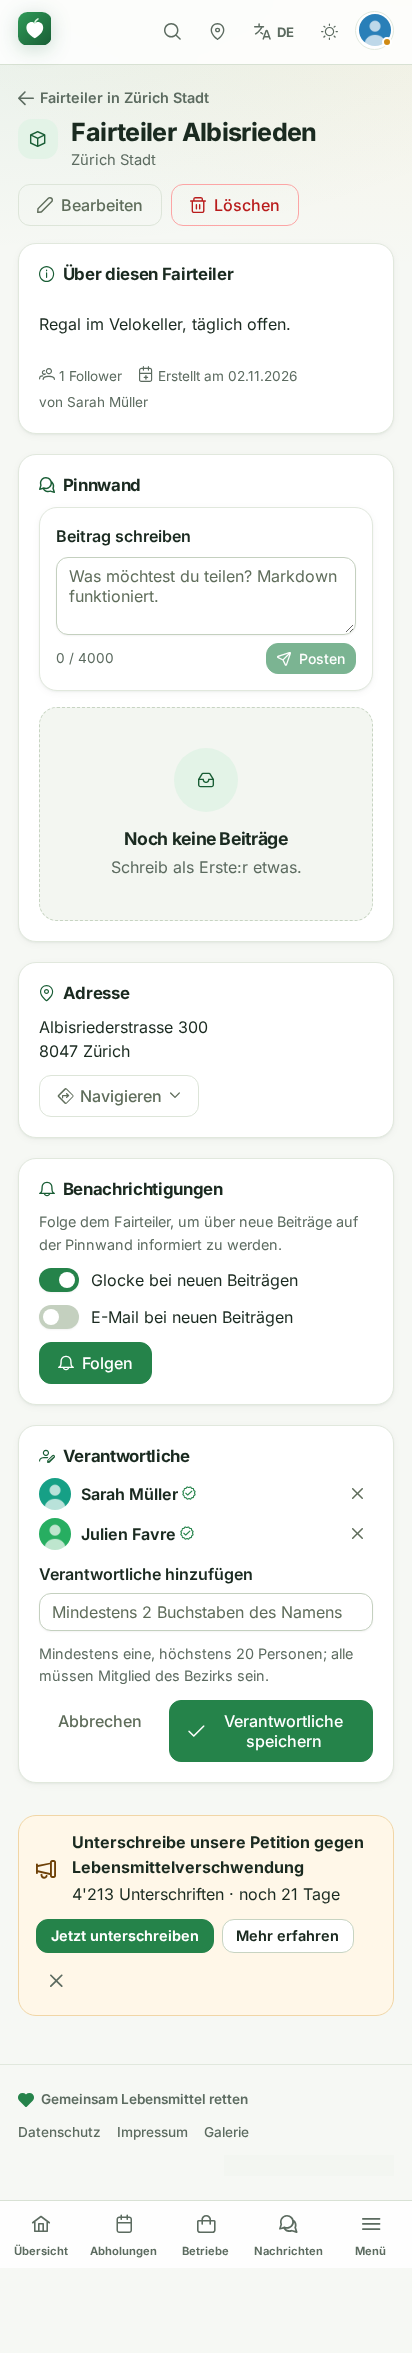 DE
Fairteiler in Zürich Stadt
Fairteiler Albisrieden
Zürich Stadt
Bearbeiten
Löschen
Über diesen Fairteiler
Regal im Velokeller, täglich offen.
1 Follower
Erstellt am 02.11.2026
von Sarah Müller
Pinnwand
Beitrag schreiben
Was möchtest du teilen? Markdown
funktioniert.
0 / 4000
Posten
Noch keine Beiträge
Schreib als Erste:r etwas.
Adresse
Albisriederstrasse 300
8047 Zürich
Navigieren
Benachrichtigungen
Folge dem Fairteiler, um über neue Beiträge auf
der Pinnwand informiert zu werden.
Glocke bei neuen Beiträgen
E-Mail bei neuen Beiträgen
Folgen
Verantwortliche
Sarah Müller
Julien Favre
Verantwortliche hinzufügen
Mindestens 2 Buchstaben des Namens
Mindestens eine, höchstens 20 Personen; alle
müssen Mitglied des Bezirks sein.
Abbrechen
Verantwortliche
speichern
Unterschreibe unsere Petition gegen
Lebensmittelverschwendung
4'213 Unterschriften · noch 21 Tage
Jetzt unterschreiben
Mehr erfahren
Gemeinsam Lebensmittel retten
Datenschutz
Impressum
Galerie
Übersicht
Abholungen
Betriebe
Nachrichten
Menü